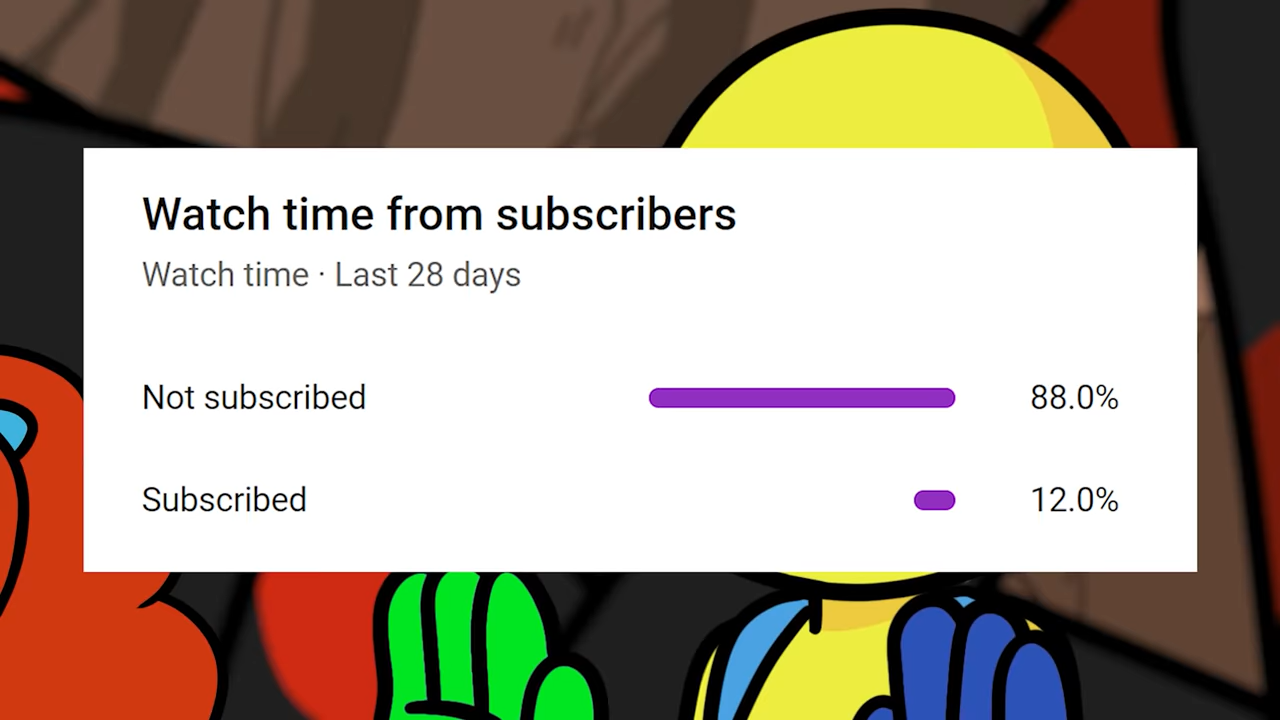 Watch time from subscribers
Watch time · Last 28 days
Not subscribed 88.0%
Subscribed 12.0%